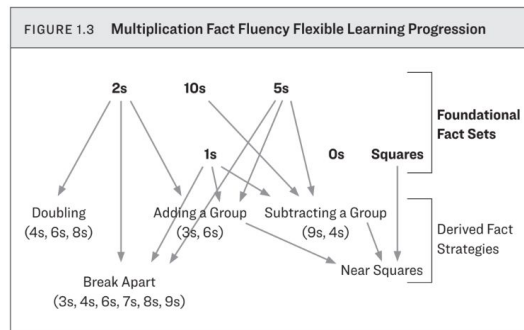 FIGURE 1.3 Multiplication Fact Fluency Flexible Learning Progression
2s 10s 5s
Foundational
Fact Sets
1s 0s Squares
Doubling
(4s, 6s, 8s)
Adding a Group
(3s, 6s)
Subtracting a Group
(9s, 4s)
Derived Fact
Strategies
Near Squares
Break Apart
(3s, 4s, 6s, 7s, 8s, 9s)